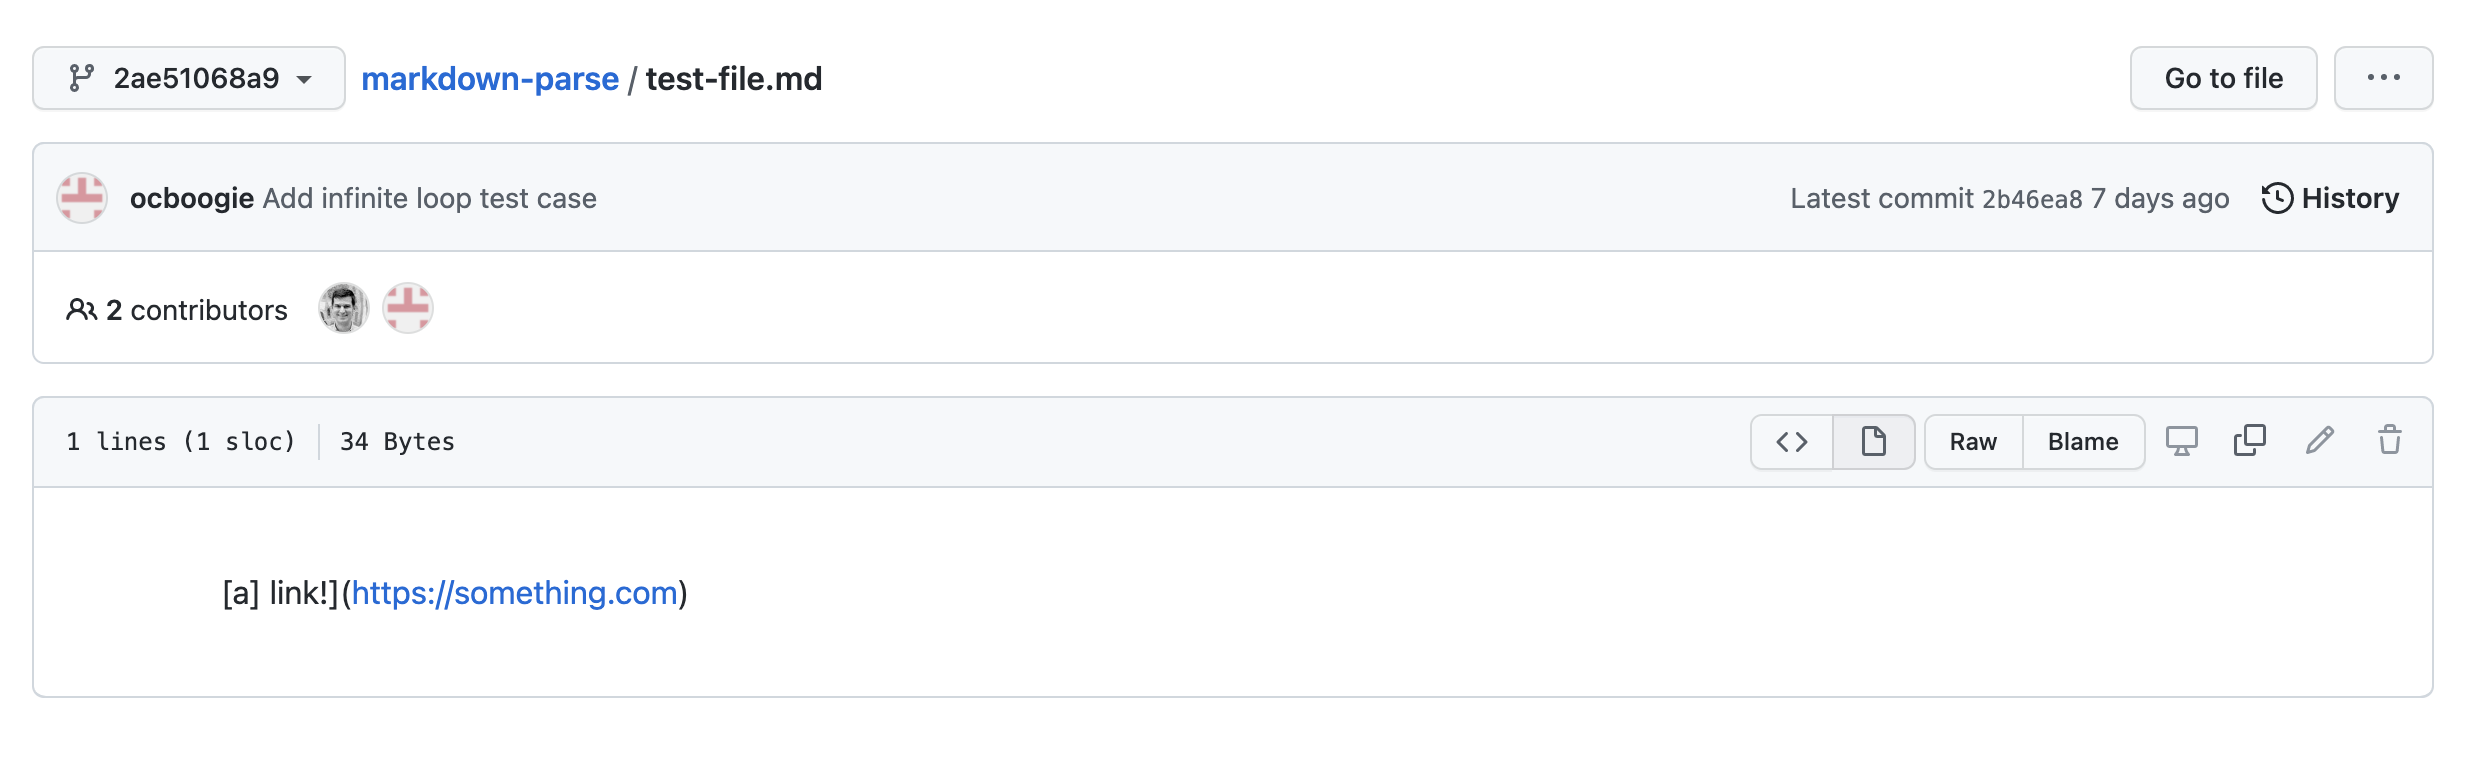 2ae51068a9 markdown-parse / test-file.md Go to file ...
ocboogie Add infinite loop test case Latest commit 2b46ea8 7 days ago History
2 contributors
1 lines (1 sloc) 34 Bytes <> Raw Blame
[a] link!](https://something.com)